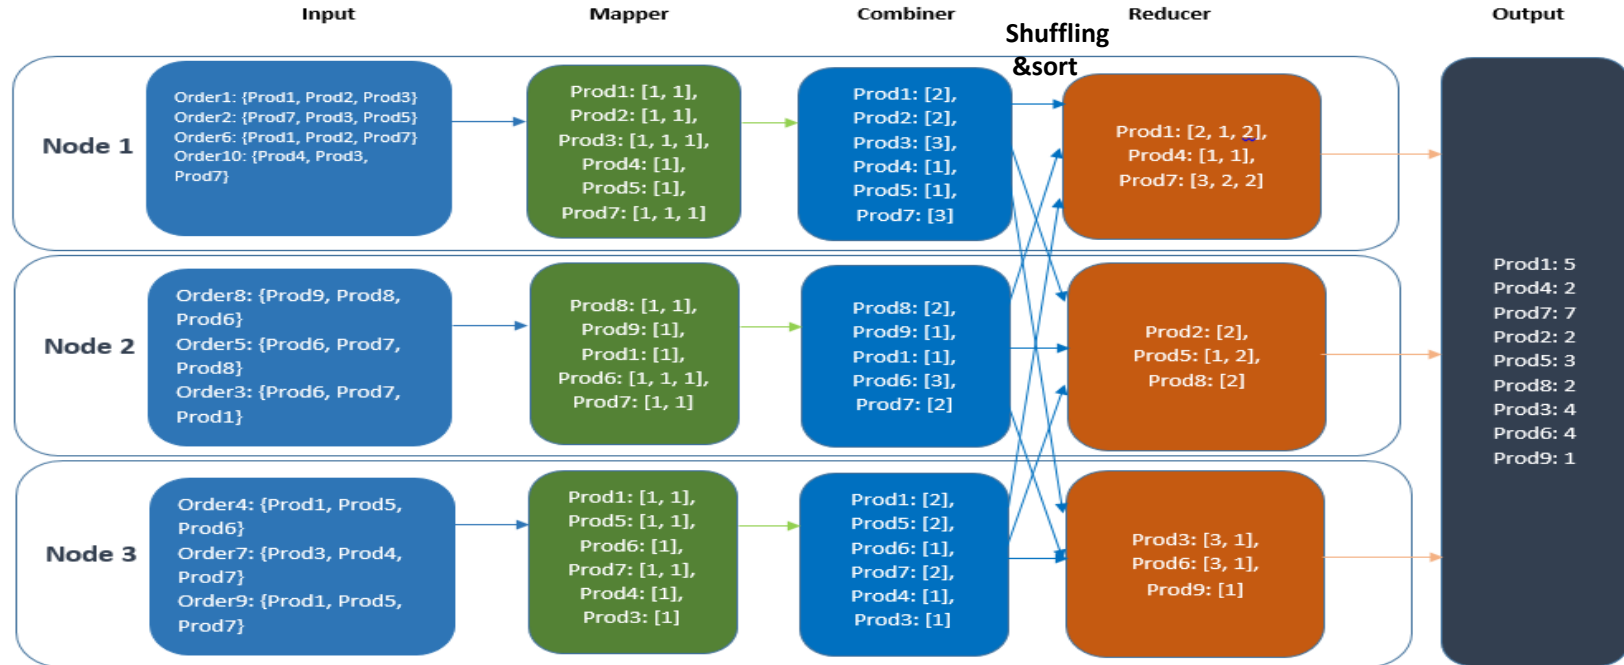 Input
Mapper
Combiner
Shuffling
&sort
Reducer
Output
Node 1
Order1: {Prod1, Prod2, Prod3}
Order2: {Prod7, Prod3, Prod5}
Order6: {Prod1, Prod2, Prod7}
Order10: {Prod4, Prod3,
Prod7}
Prod1: [1, 1],
Prod2: [1, 1],
Prod3: [1, 1, 1],
Prod4: [1],
Prod5: [1],
Prod7: [1, 1, 1]
Prod1: [2],
Prod2: [2],
Prod3: [3],
Prod4: [1],
Prod5: [1],
Prod7: [3]
Prod1: [2, 1, 2],
Prod4: [1, 1],
Prod7: [3, 2, 2]
Node 2
Order8: {Prod9, Prod8,
Prod6}
Order5: {Prod6, Prod7,
Prod8}
Order3: {Prod6, Prod7,
Prod1}
Prod8: [1, 1],
Prod9: [1],
Prod1: [1],
Prod6: [1, 1, 1],
Prod7: [1, 1]
Prod8: [2],
Prod9: [1],
Prod1: [1],
Prod6: [3],
Prod7: [2]
Prod2: [2],
Prod5: [1, 2],
Prod8: [2]
Node 3
Order4: {Prod1, Prod5,
Prod6}
Order7: {Prod3, Prod4,
Prod7}
Order9: {Prod1, Prod5,
Prod7}
Prod1: [1, 1],
Prod5: [1, 1],
Prod6: [1],
Prod7: [1, 1],
Prod4: [1],
Prod3: [1]
Prod1: [2],
Prod5: [2],
Prod6: [1],
Prod7: [2],
Prod4: [1],
Prod3: [1]
Prod3: [3, 1],
Prod6: [3, 1],
Prod9: [1]
Prod1: 5
Prod4: 2
Prod7: 7
Prod2: 2
Prod5: 3
Prod8: 2
Prod3: 4
Prod6: 4
Prod9: 1